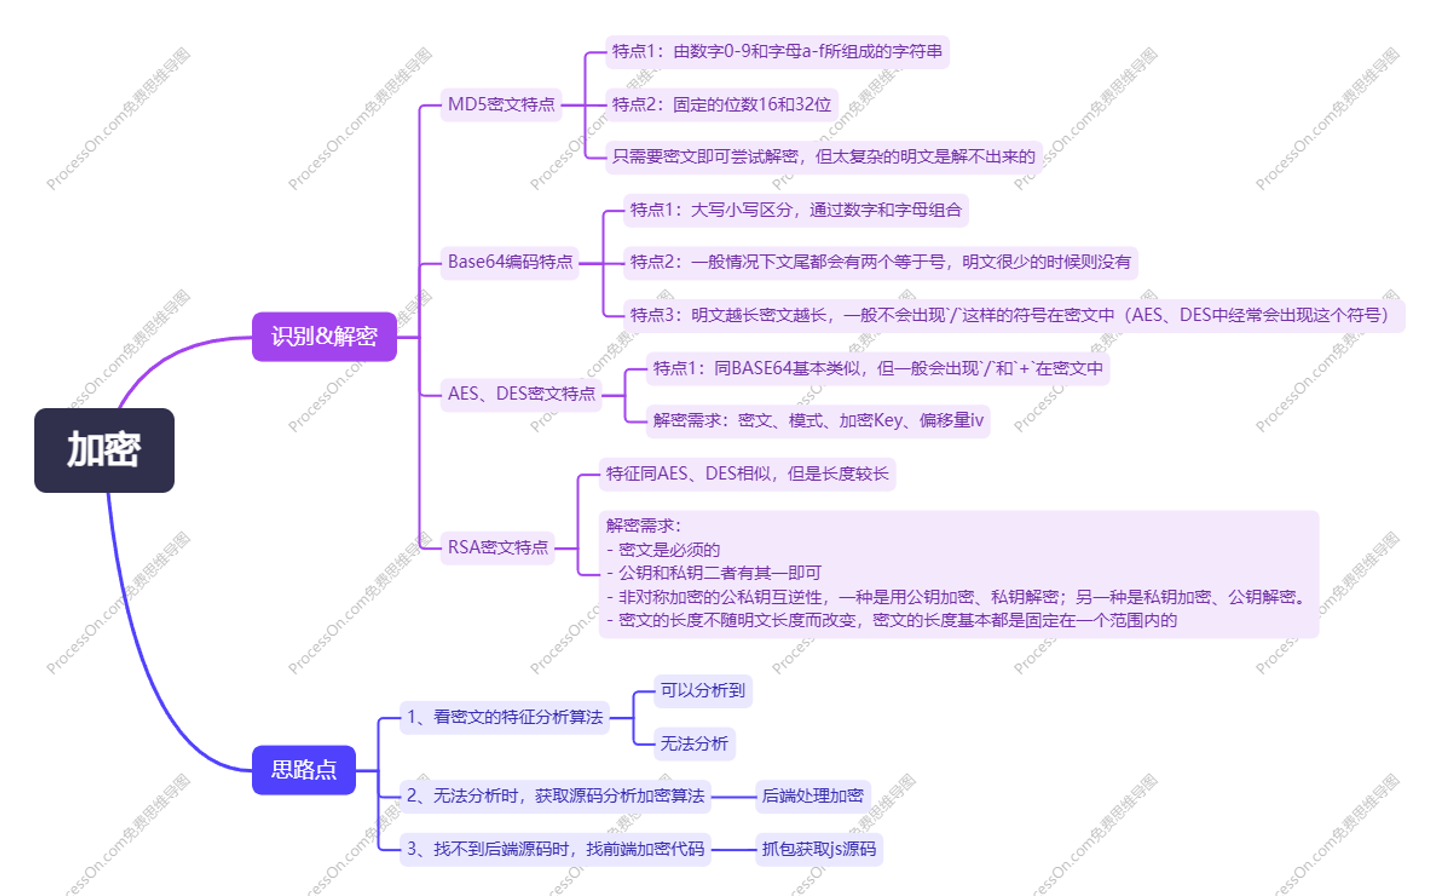 加密
识别&解密
MD5密文特点
特点1：由数字0-9和字母a-f所组成的字符串
特点2：固定的位数16和32位
只需要密文即可尝试解密，但太复杂的明文是解不出来的
Base64编码特点
特点1：大写小写区分，通过数字和字母组合
特点2：一般情况下文尾都会有两个等于号，明文很少的时候则没有
特点3：明文越长密文越长，一般不会出现`/`这样的符号在密文中（AES、DES中经常会出现这个符号）
AES、DES密文特点
特点1：同BASE64基本类似，但一般会出现`/`和`+`在密文中
解密需求：密文、模式、加密Key、偏移量iv
RSA密文特点
特征同AES、DES相似，但是长度较长
解密需求：
- 密文是必须的
- 公钥和私钥二者有其一即可
- 非对称加密的公私钥互逆性，一种是用公钥加密、私钥解密；另一种是私钥加密、公钥解密。
- 密文的长度不随明文长度而改变，密文的长度基本都是固定在一个范围内的
思路点
1、看密文的特征分析算法
可以分析到
无法分析
2、无法分析时，获取源码分析加密算法
后端处理加密
3、找不到后端源码时，找前端加密代码
抓包获取js源码
ProcessOn.com免费思维导图